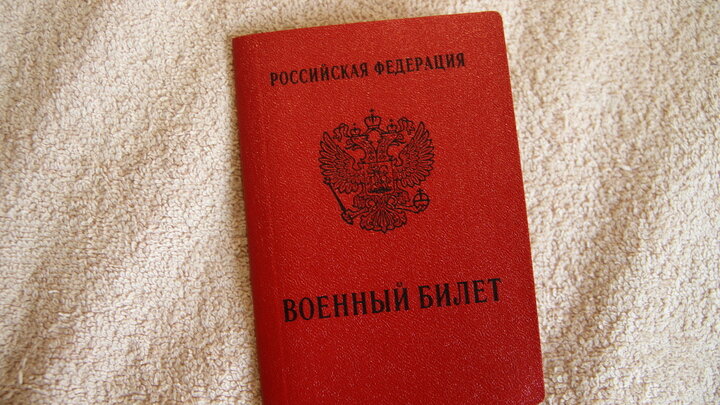 РОССИЙСКАЯ ФЕДЕРАЦИЯ
ВОЕННЫЙ БИЛЕТ